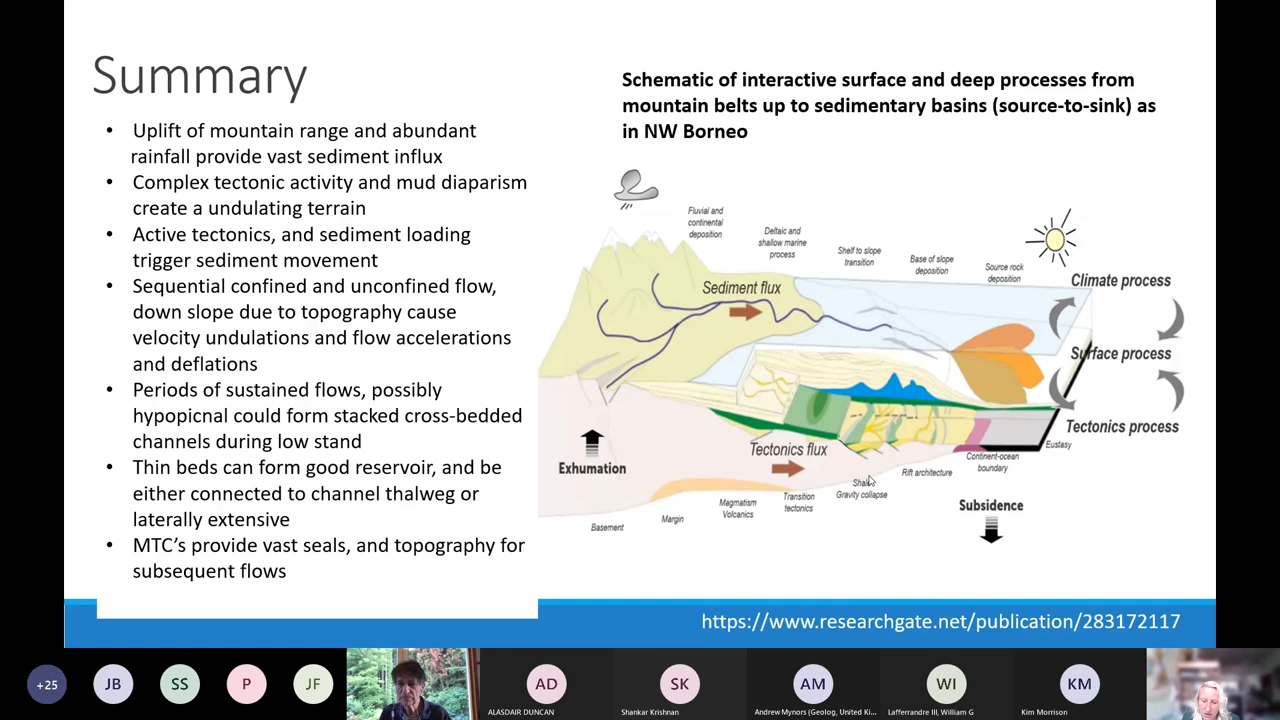 Summary
• Uplift of mountain range and abundant
rainfall provide vast sediment influx
• Complex tectonic activity and mud diaparism
create a undulating terrain
• Active tectonics, and sediment loading
trigger sediment movement
• Sequential confined and unconfined flow,
down slope due to topography cause
velocity undulations and flow accelerations
and deflations
• Periods of sustained flows, possibly
hypopicnal could form stacked cross-bedded
channels during low stand
• Thin beds can form good reservoir, and be
either connected to channel thalweg or
laterally extensive
• MTC's provide vast seals, and topography for
subsequent flows
Schematic of interactive surface and deep processes from
mountain belts up to sedimentary basins (source-to-sink) as
in NW Borneo
Fluvial and
continental
deposition
Deltaic and
shallow marine
process
Shelf to slope
transition
Base of slope
deposition
Source rock
deposition
Climate process
Surface process
Tectonics process
Sediment flux
Tectonics flux
Exhumation
Subsidence
Basement
Margin
Magmatism
Volcanics
Transition
tectonics
Gravity collapse
Rift architecture
Continent-ocean
boundary
Eustasy
https://www.researchgate.net/publication/283172117
+25
JB
SS
P
JF
AD
ALASDAIR DUNCAN
SK
Shankar Krishnan
AM
Andrew Mynors (Geolog, United Ki...
WI
Lafferrandre III, William G
KM
Kim Morrison